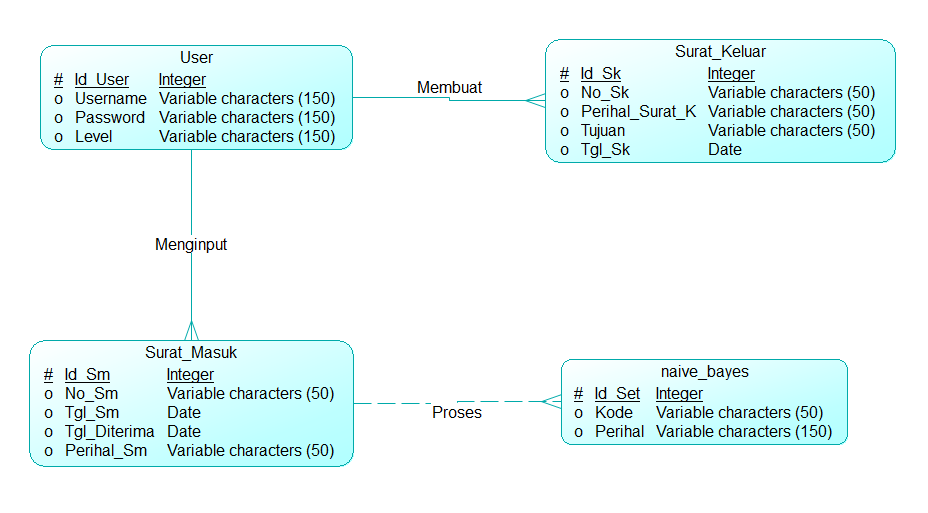 User
# Id_User Integer
o Username Variable characters (150)
o Password Variable characters (150)
o Level Variable characters (150)
Membuat
Surat_Keluar
# Id_Sk Integer
o No_Sk Variable characters (50)
o Perihal_Surat_K Variable characters (50)
o Tujuan Variable characters (50)
o Tgl_Sk Date
Menginput
Surat_Masuk
# Id_Sm Integer
o No_Sm Variable characters (50)
o Tgl_Sm Date
o Tgl_Diterima Date
o Perihal_Sm Variable characters (50)
Proses
naive_bayes
# Id_Set Integer
o Kode Variable characters (50)
o Perihal Variable characters (150)